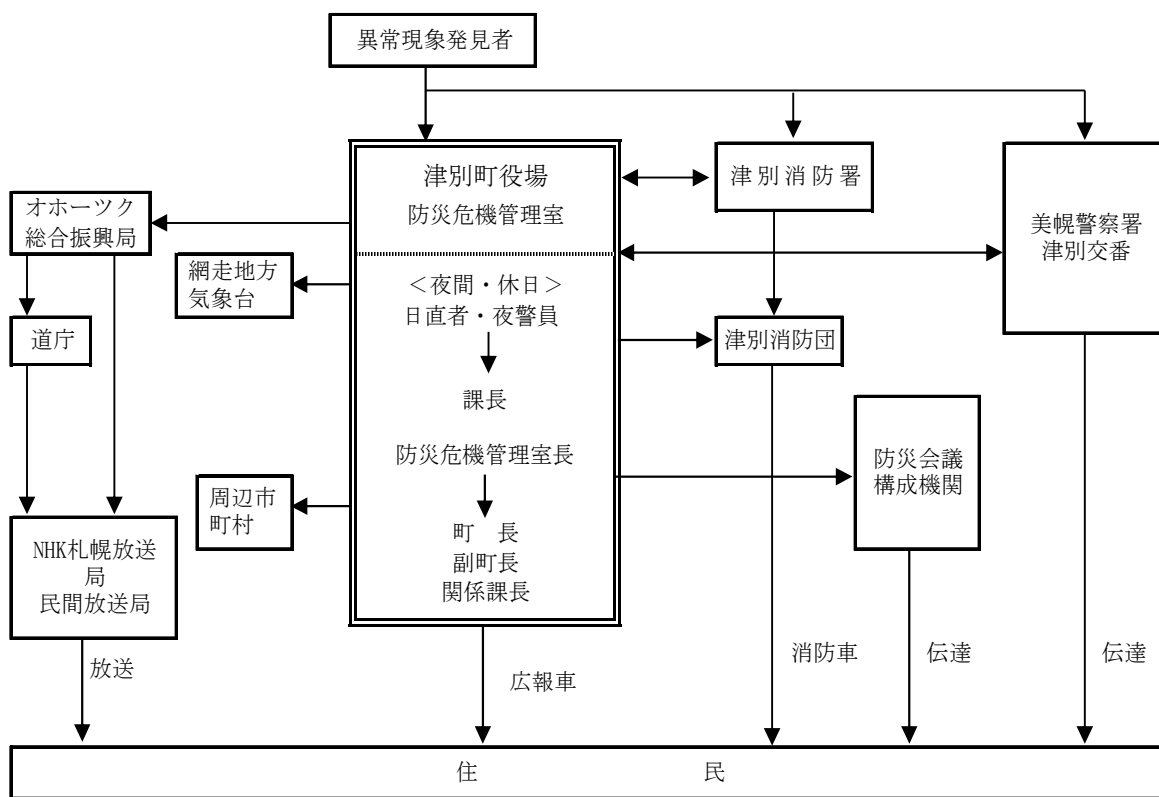 異常現象発見者
津別町役場
防災危機管理室
<夜間・休日>
日直者・夜警員
課長
防災危機管理室長
町　長
副町長
関係課長
津別消防署
美幌警察署
津別交番
オホーツク
総合振興局
網走地方
気象台
道庁
津別消防団
防災会議
構成機関
周辺市
町村
NHK札幌放送
局
民間放送局
放送
広報車
消防車
伝達
伝達
住　民